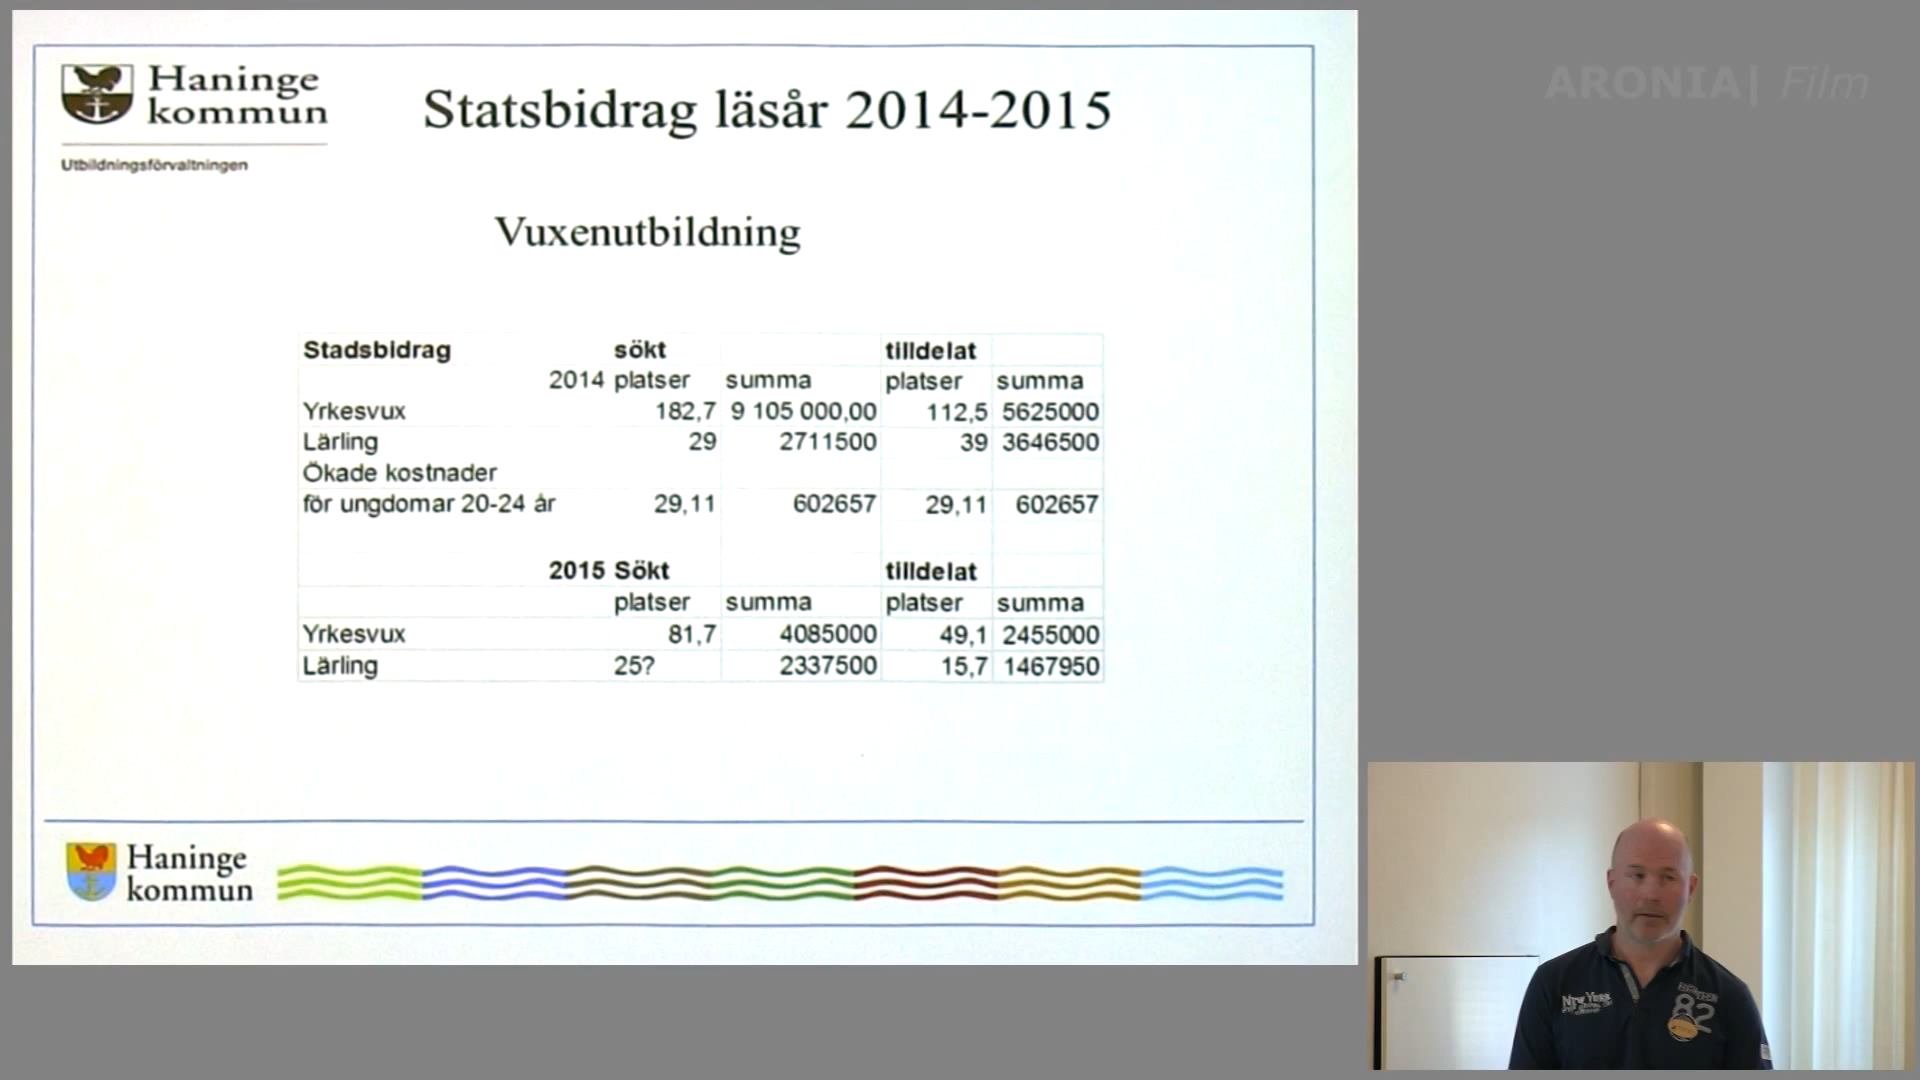 Haninge
kommun
Utbildningsförvaltningen
Statsbidrag läsår 2014-2015
Vuxenutbildning
Stadsbidrag sökt tilldelat
2014 platser summa platser summa
Yrkesvux 182,7 9 105 000,00 112,5 5625000
Lärling 29 2711500 39 3646500
Ökade kostnader
för ungdomar 20-24 år 29,11 602657 29,11 602657
2015 Sökt tilldelat
platser summa platser summa
Yrkesvux 81,7 4085000 49,1 2455000
Lärling 25? 2337500 15,7 1467950
Haninge
kommun
ARONIA| Film
NEW YORK
82